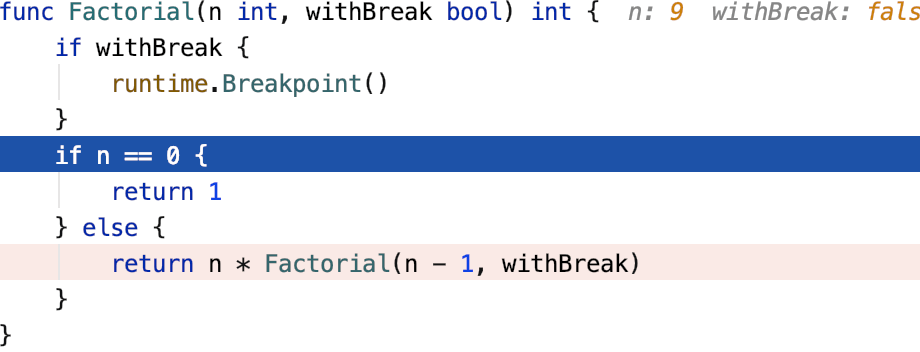 func Factorial(n int, withBreak bool) int {  n: 9  withBreak: fals
    if withBreak {
        runtime.Breakpoint()
    }
    if n == 0 {
        return 1
    } else {
        return n * Factorial(n - 1, withBreak)
    }
}